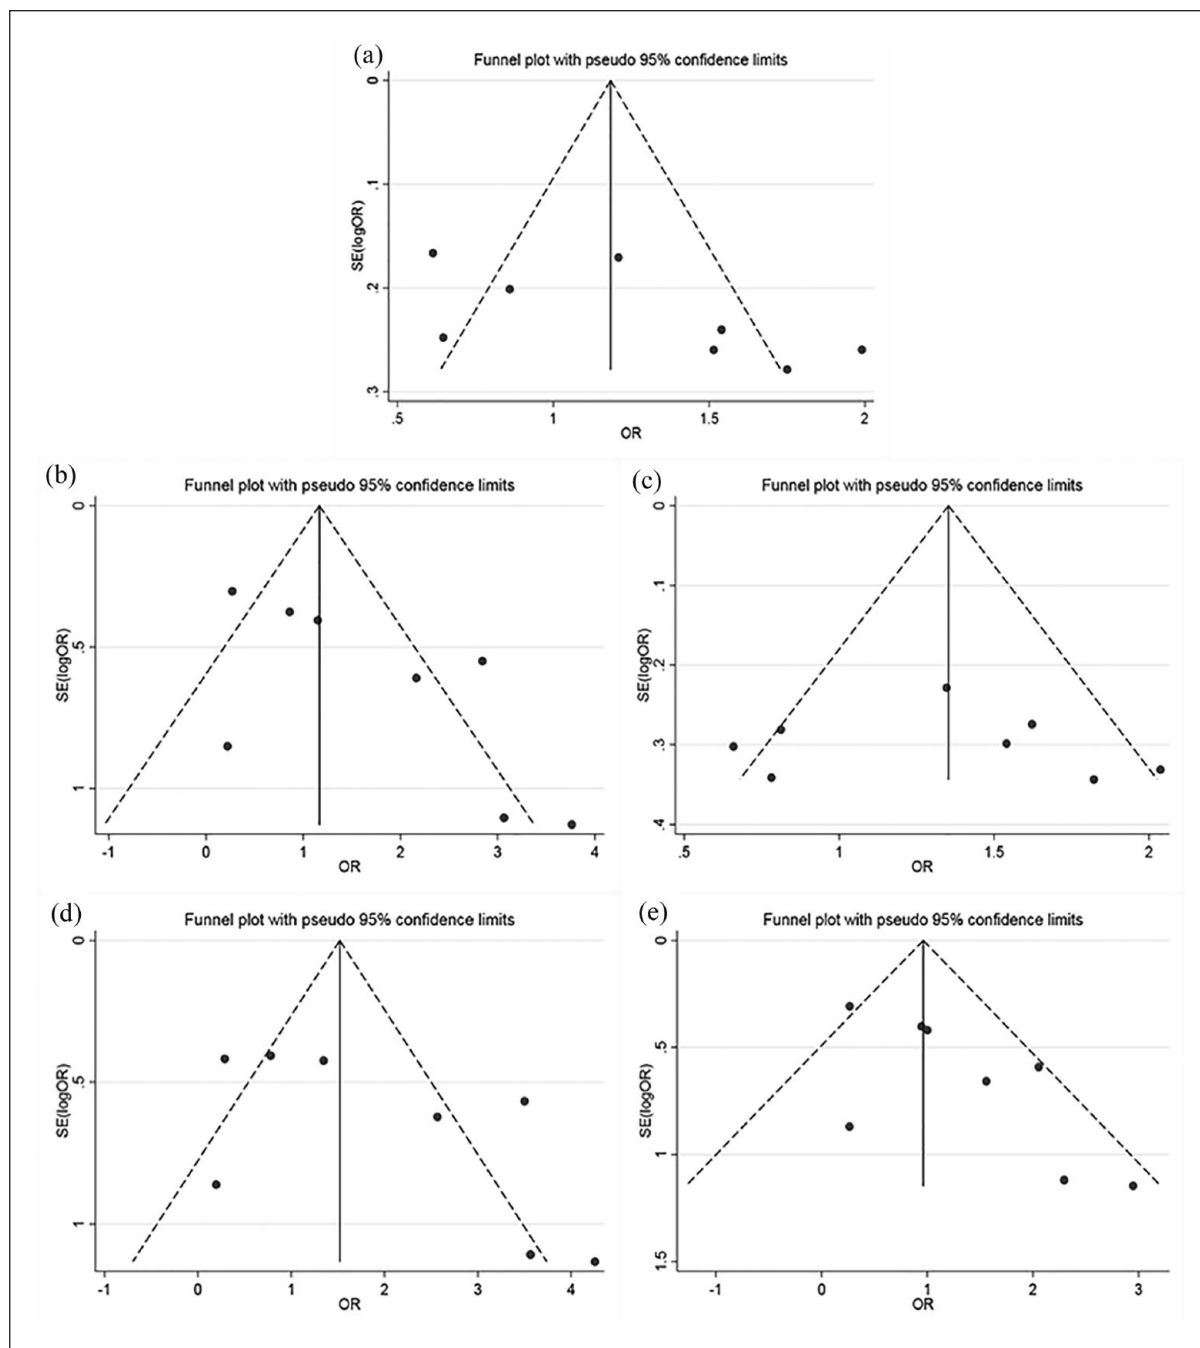 (a)
Funnel plot with pseudo 95% confidence limits
SE(logOR)
0
.1
.2
.3
.5
1
1.5
2
OR
(b)
Funnel plot with pseudo 95% confidence limits
SE(logOR)
0
.5
1
-1
0
1
2
3
4
OR
(c)
Funnel plot with pseudo 95% confidence limits
SE(logOR)
0
.1
.2
.3
.4
.5
1
1.5
2
OR
(d)
Funnel plot with pseudo 95% confidence limits
SE(logOR)
0
.5
1
-1
0
1
2
3
4
OR
(e)
Funnel plot with pseudo 95% confidence limits
SE(logOR)
0
.5
1
1.5
-1
0
1
2
3
OR